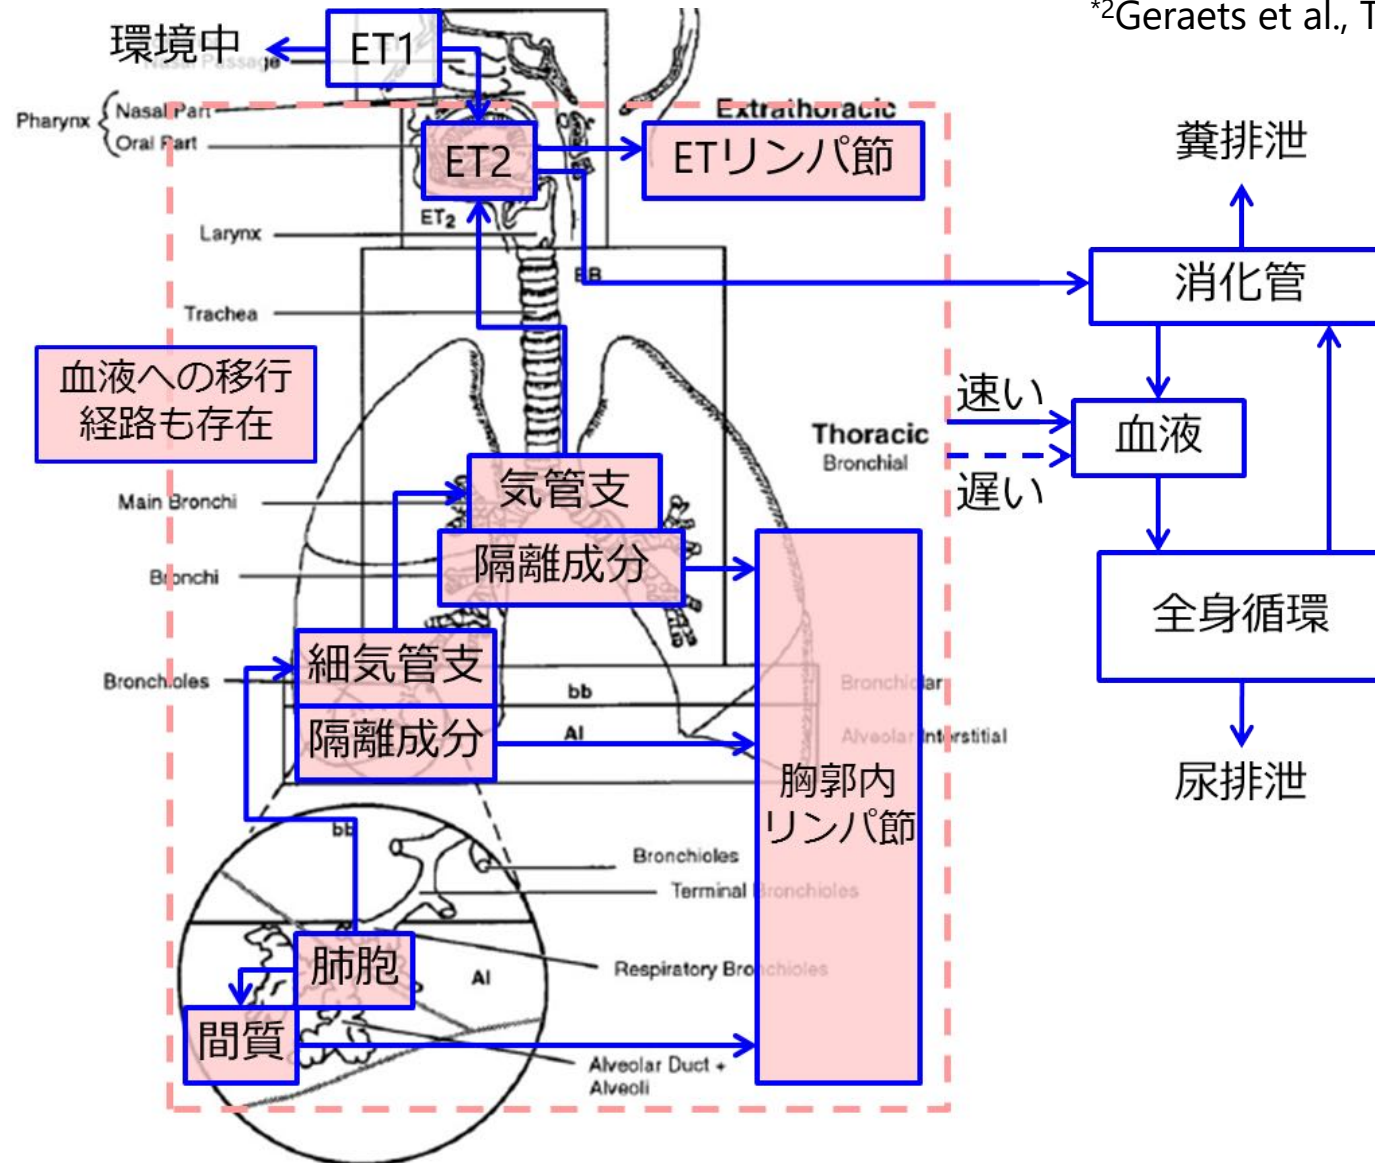 *2Geraets et al., T
環境中
ET1
Nasal Passage
Pharynx
Nasal Part
Oral Part
Extrathoracic
ET2
ETリンパ節
ET2
Larynx
BB
Trachea
糞排泄
消化管
血液への移行
経路も存在
速い
血液
遅い
Thoracic
Bronchial
気管支
Main Bronchi
隔離成分
Bronchi
全身循環
細気管支
Bronchioles
bb
Bronchiolar
隔離成分
AI
Alveolar Interstitial
尿排泄
胸郭内
リンパ節
bb
Bronchioles
Terminal Bronchioles
肺胞
AI
Respiratory Bronchioles
間質
Alveolar Duct +
Alveoli